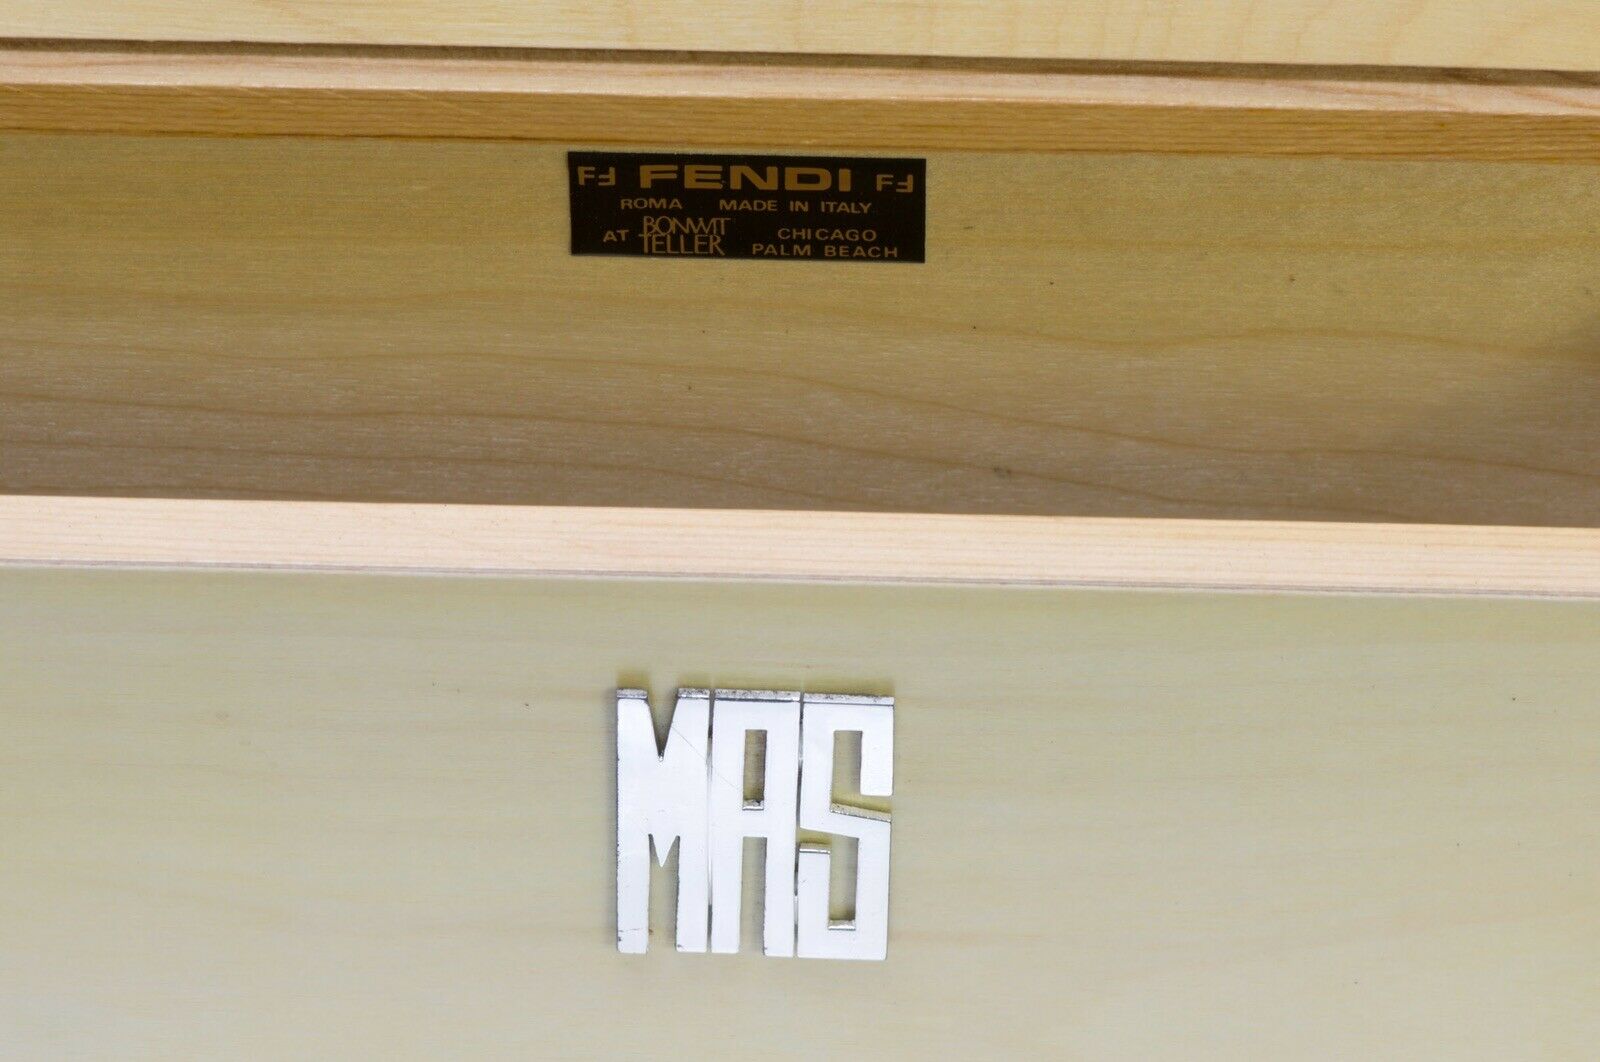 FF FENDI FF
ROMA MADE IN ITALY
AT BONWIT TELLER CHICAGO PALM BEACH
MAS